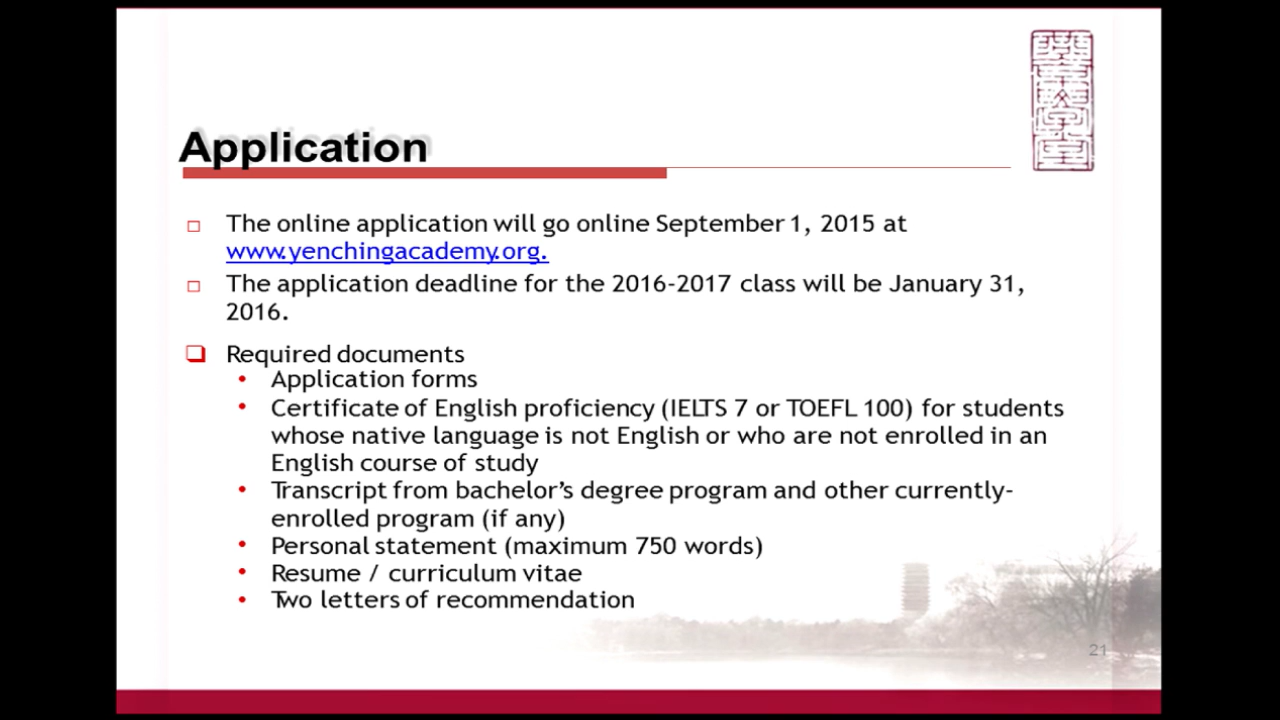 Application
The online application will go online September 1, 2015 at
www.yenchingacademy.org.
The application deadline for the 2016-2017 class will be January 31,
2016.
Required documents
Application forms
Certificate of English proficiency (IELTS 7 or TOEFL 100) for students
whose native language is not English or who are not enrolled in an
English course of study
Transcript from bachelor's degree program and other currently-
enrolled program (if any)
Personal statement (maximum 750 words)
Resume / curriculum vitae
Two letters of recommendation
21